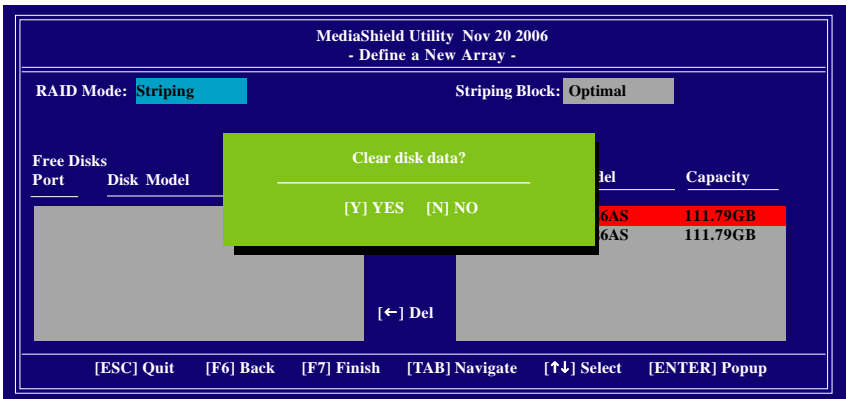 MediaShield Utility Nov 20 2006
- Define a New Array -
RAID Mode: Striping Striping Block: Optimal
Free Disks
Port Disk Model Capacity
Clear disk data?
[Y] YES [N] NO
6AS 111.79GB
6AS 111.79GB
[←] Del
[ESC] Quit [F6] Back [F7] Finish [TAB] Navigate [↑↓] Select [ENTER] Popup